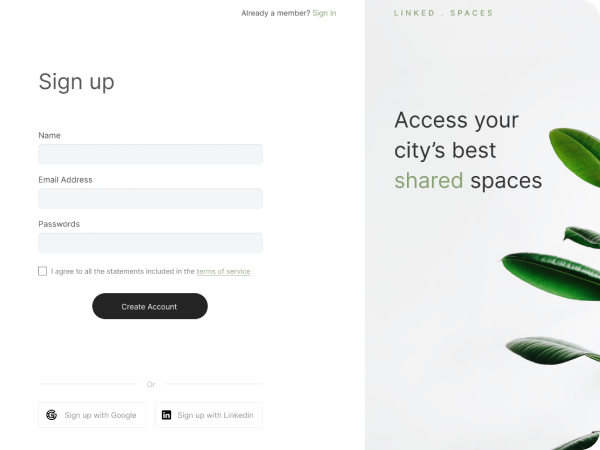 Already a member? Sign in
LINKED . SPACES
Sign up
Access your
city’s best
shared spaces
Name
Email Address
Passwords
I agree to all the statements included in the terms of service
Create Account
Or
Sign up with Google
Sign up with Linkedin